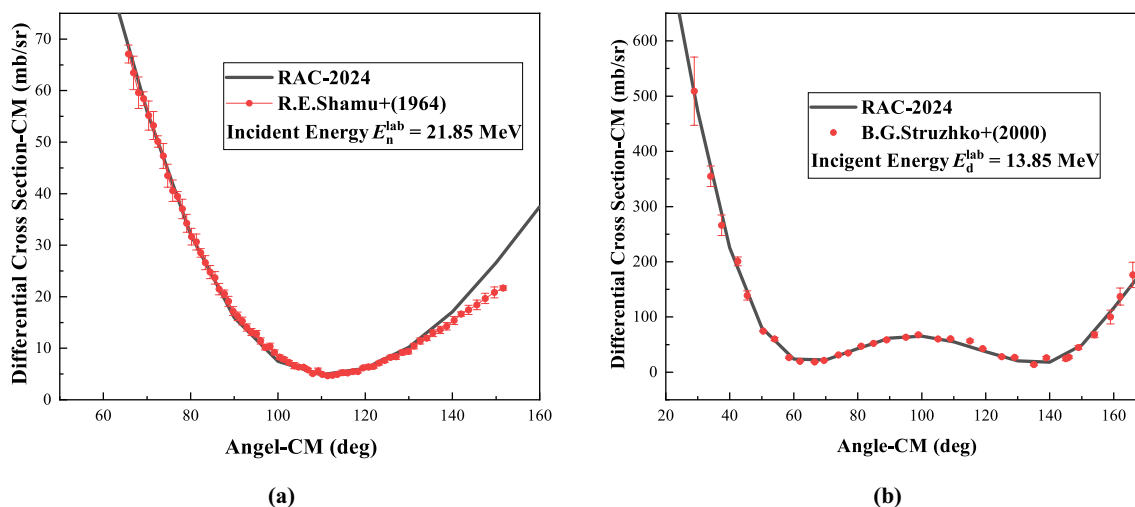 Differential Cross Section-CM (mb/sr)
70
60
50
40
30
20
10
0
RAC-2024
R.E.Shamu+(1964)
Incident Energy E_n^lab = 21.85 MeV
60 80 100 120 140 160
Angel-CM (deg)
(a)
Differential Cross Section-CM (mb/sr)
600
500
400
300
200
100
0
RAC-2024
B.G.Struzhko+(2000)
Incigent Energy E_d^lab = 13.85 MeV
20 40 60 80 100 120 140 160
Angle-CM (deg)
(b)